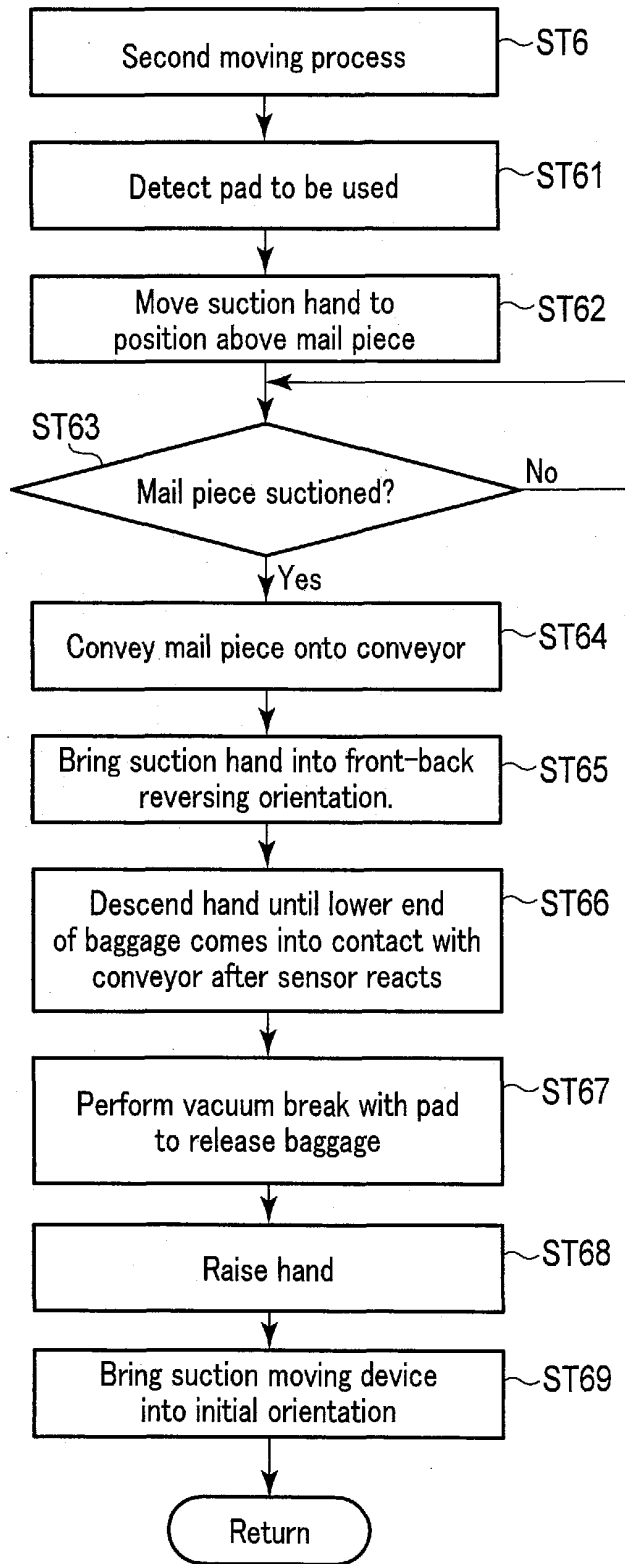 Second moving process
ST6
Detect pad to be used
ST61
Move suction hand to
position above mail piece
ST62
ST63
Mail piece suctioned?
No
Yes
Convey mail piece onto conveyor
ST64
Bring suction hand into front-back
reversing orientation.
ST65
Descend hand until lower end
of baggage comes into contact with
conveyor after sensor reacts
ST66
Perform vacuum break with pad
to release baggage
ST67
Raise hand
ST68
Bring suction moving device
into initial orientation
ST69
Return